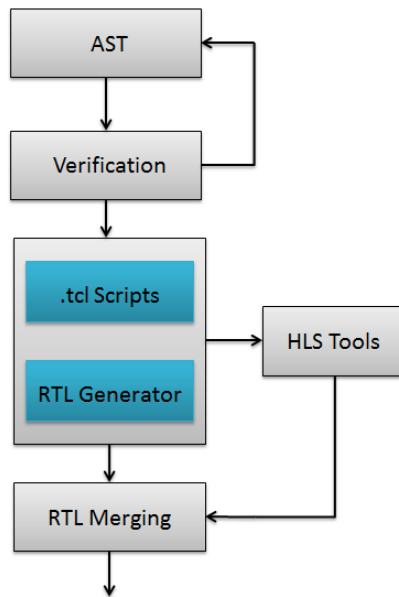 AST
Verification
.tcl Scripts
HLS Tools
RTL Generator
RTL Merging